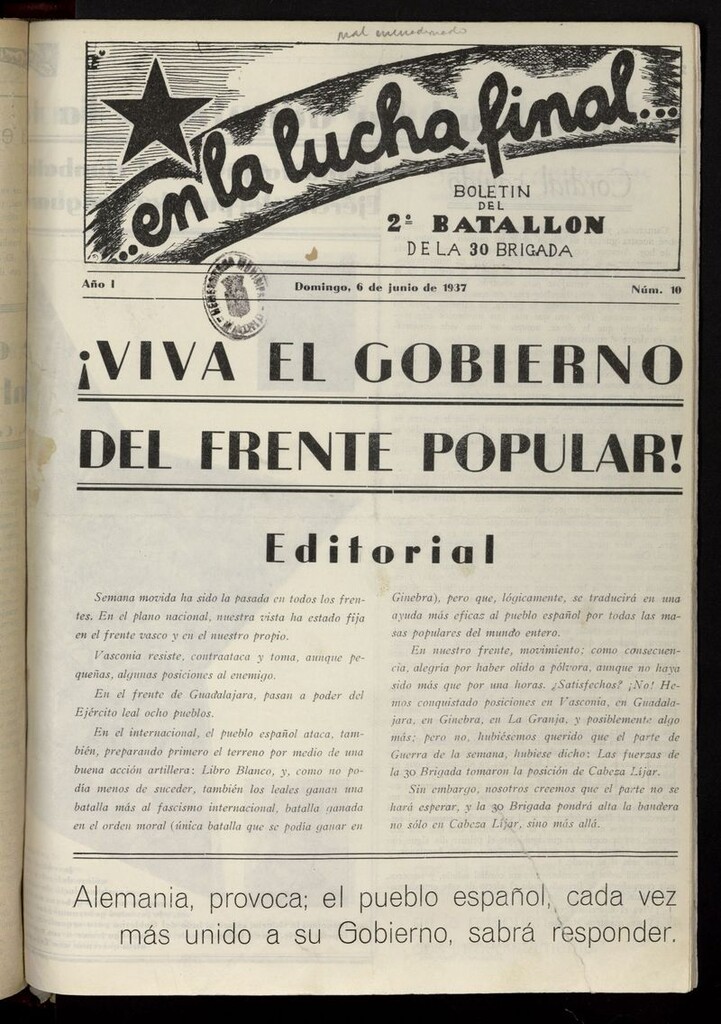 mal encuadernado
...en la lucha final...
BOLETIN
DEL
2º BATALLON
DE LA 30 BRIGADA
Año I Domingo, 6 de junio de 1937 Núm. 10
HEMEROTECA MUNICIPAL
MADRID
¡VIVA EL GOBIERNO
DEL FRENTE POPULAR!
Editorial
Semana movida ha sido la pasada en todos los fren-
tes. En el plano nacional, nuestra vista ha estado fija
en el frente vasco y en el nuestro propio.
Vasconia resiste, contraataca y toma, aunque pe-
queñas, algunas posiciones al enemigo.
En el frente de Guadalajara, pasan a poder del
Ejército leal ocho pueblos.
En el internacional, el pueblo español ataca, tam-
bién, preparando primero el terreno por medio de una
buena acción artillera: Libro Blanco, y, como no po-
día menos de suceder, también los leales ganan una
batalla más al fascismo internacional, batalla ganada
en el orden moral (única batalla que se podía ganar en
Ginebra), pero que, lógicamente, se traducirá en una
ayuda más eficaz al pueblo español por todas las ma-
sas populares del mundo entero.
En nuestro frente, movimiento; como consecuen-
cia, alegría por haber olido a pólvora, aunque no haya
sido más que por una horas. ¿Satisfechos? ¡No! He-
mos conquistado posiciones en Vasconia, en Guadala-
jara, en Ginebra, en La Granja, y posiblemente algo
más; pero no, hubiésemos querido que el parte de
Guerra de la semana, hubiese dicho: Las fuerzas de
la 30 Brigada tomaron la posición de Cabeza Líjar.
Sin embargo, nosotros creemos que el parte no se
hará esperar, y la 30 Brigada pondrá alta la bandera
no sólo en Cabeza Líjar, sino más allá.
Alemania, provoca; el pueblo español, cada vez
más unido a su Gobierno, sabrá responder.